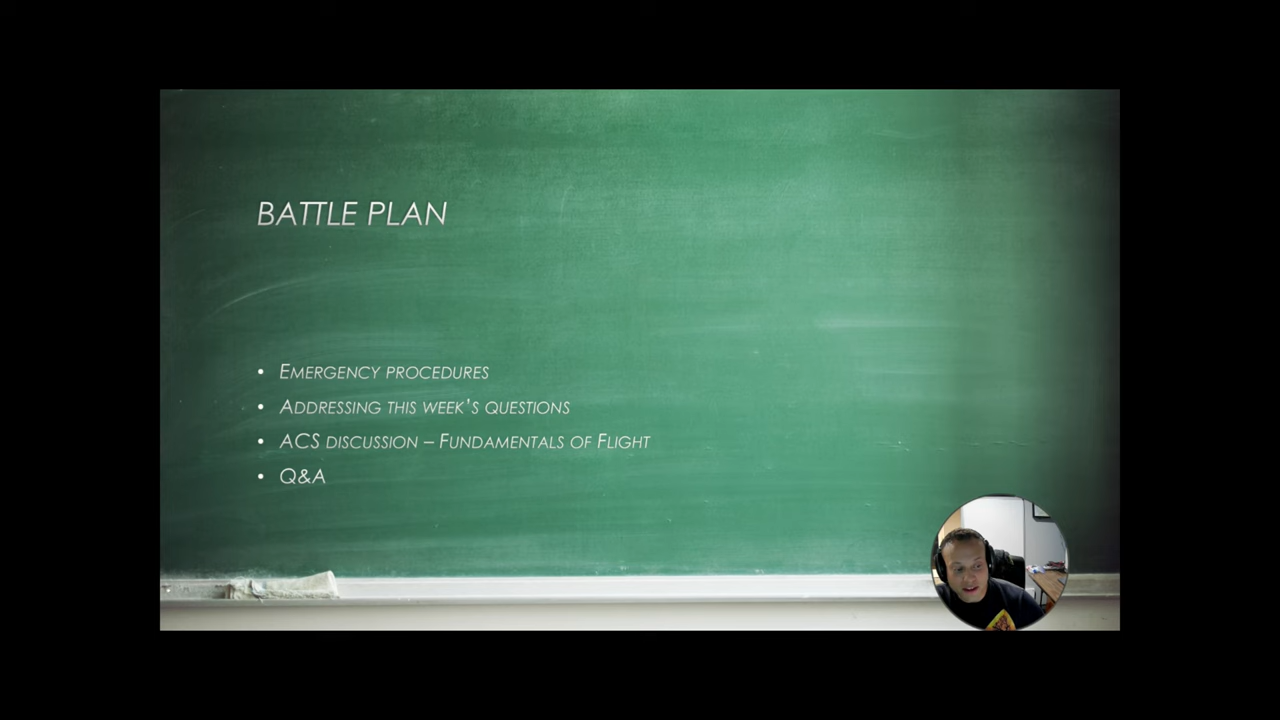 BATTLE PLAN
• EMERGENCY PROCEDURES
• ADDRESSING THIS WEEK'S QUESTIONS
• ACS DISCUSSION – FUNDAMENTALS OF FLIGHT
• Q&A